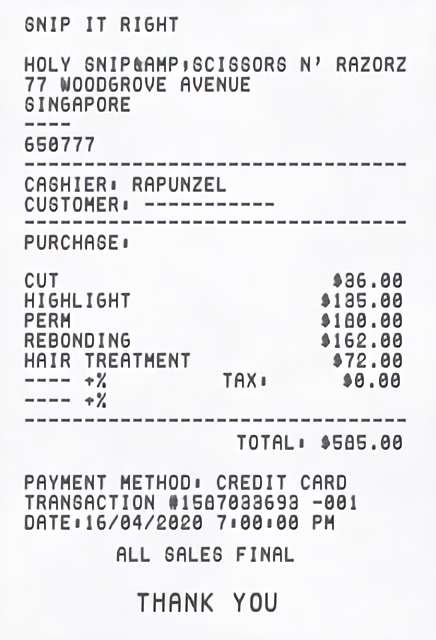 SNIP IT RIGHT
HOLY SNIP&AMP;SCISSORS N' RAZORZ
77 WOODGROVE AVENUE
SINGAPORE
----
650777
--------------------------------
CASHIER: RAPUNZEL
CUSTOMER: -----------
--------------------------------
PURCHASE:
CUT $36.00
HIGHLIGHT $135.00
PERM $180.00
REBONDING $162.00
HAIR TREATMENT $72.00
---- +% TAX: $0.00
---- +%
--------------------------------
TOTAL: $585.00
PAYMENT METHOD: CREDIT CARD
TRANSACTION #1587033693 -001
DATE:16/04/2020 7:00:00 PM
ALL SALES FINAL
THANK YOU